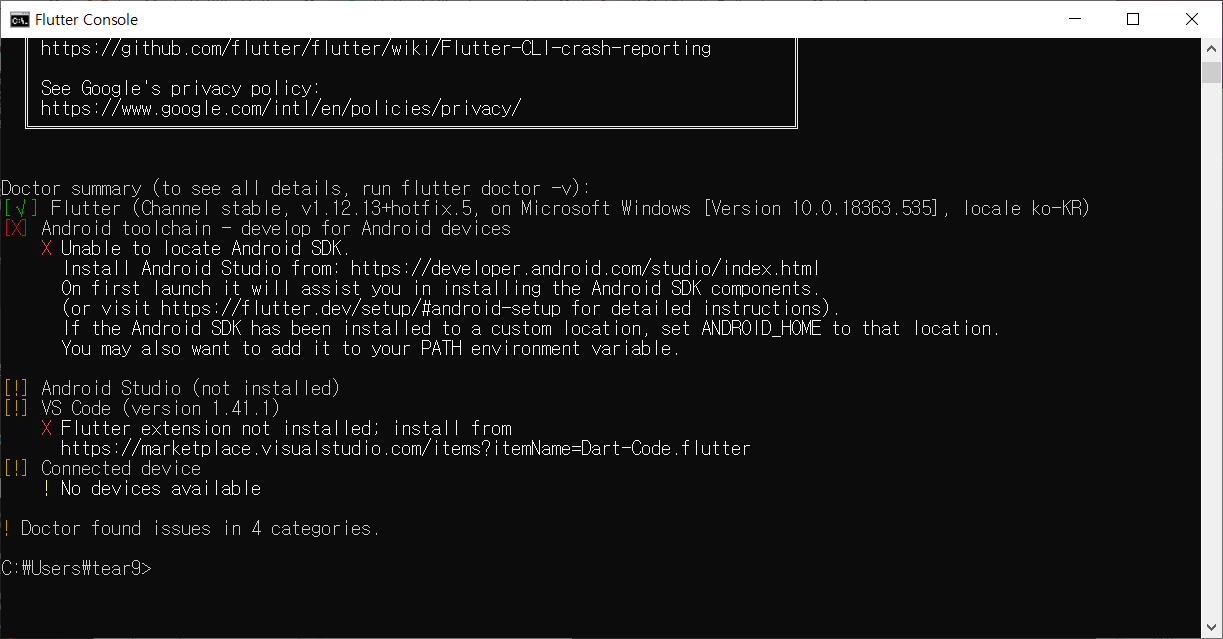 Flutter Console
https://github.com/flutter/flutter/wiki/Flutter-CLI-crash-reporting
See Google's privacy policy:
https://www.google.com/intl/en/policies/privacy/
Doctor summary (to see all details, run flutter doctor -v):
[√] Flutter (Channel stable, v1.12.13+hotfix.5, on Microsoft Windows [Version 10.0.18363.535], locale ko-KR)
[X] Android toolchain - develop for Android devices
X Unable to locate Android SDK.
Install Android Studio from: https://developer.android.com/studio/index.html
On first launch it will assist you in installing the Android SDK components.
(or visit https://flutter.dev/setup/#android-setup for detailed instructions).
If the Android SDK has been installed to a custom location, set ANDROID_HOME to that location.
You may also want to add it to your PATH environment variable.
[!] Android Studio (not installed)
[!] VS Code (version 1.41.1)
X Flutter extension not installed; install from
https://marketplace.visualstudio.com/items?itemName=Dart-Code.flutter
[!] Connected device
! No devices available
! Doctor found issues in 4 categories.
C:₩Users₩tear9>